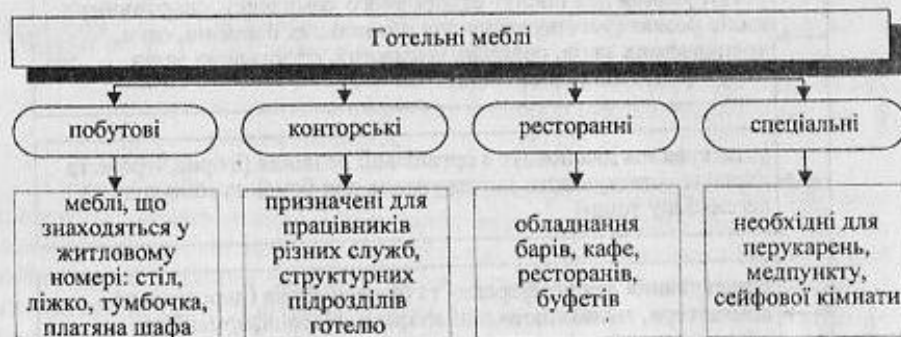 Готельні меблі
побутові
конторські
ресторанні
спеціальні
меблі, що
знаходяться у
житловому
номері: стіл,
ліжко, тумбочка,
платяна шафа
призначені для
працівників
різних служб,
структурних
підрозділів
готелю
обладнання
барів, кафе,
ресторанів,
буфетів
необхідні для
перукарень,
медпункту,
сейфової кімнати